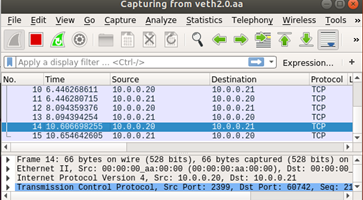 Capturing from veth2.0.aa
File Edit View Go Capture Analyze Statistics Telephony Wireless Tools
Apply a display filter ... <Ctrl-/> Expression...
No. Time Source Destination Protocol L
10 6.446268611 10.0.0.20 10.0.0.21 TCP
11 6.446280715 10.0.0.21 10.0.0.20 TCP
12 8.094359376 10.0.0.20 10.0.0.21 TCP
13 8.094394254 10.0.0.21 10.0.0.20 TCP
14 10.606698255 10.0.0.20 10.0.0.21 TCP
15 10.654642605 10.0.0.21 10.0.0.20 TCP
Frame 14: 66 bytes on wire (528 bits), 66 bytes captured (528 bits) on
Ethernet II, Src: 00:00:00_aa:00:00 (00:00:00:aa:00:00), Dst: 00:00:
Internet Protocol Version 4, Src: 10.0.0.20, Dst: 10.0.0.21
Transmission Control Protocol, Src Port: 2399, Dst Port: 60742, Seq: 21